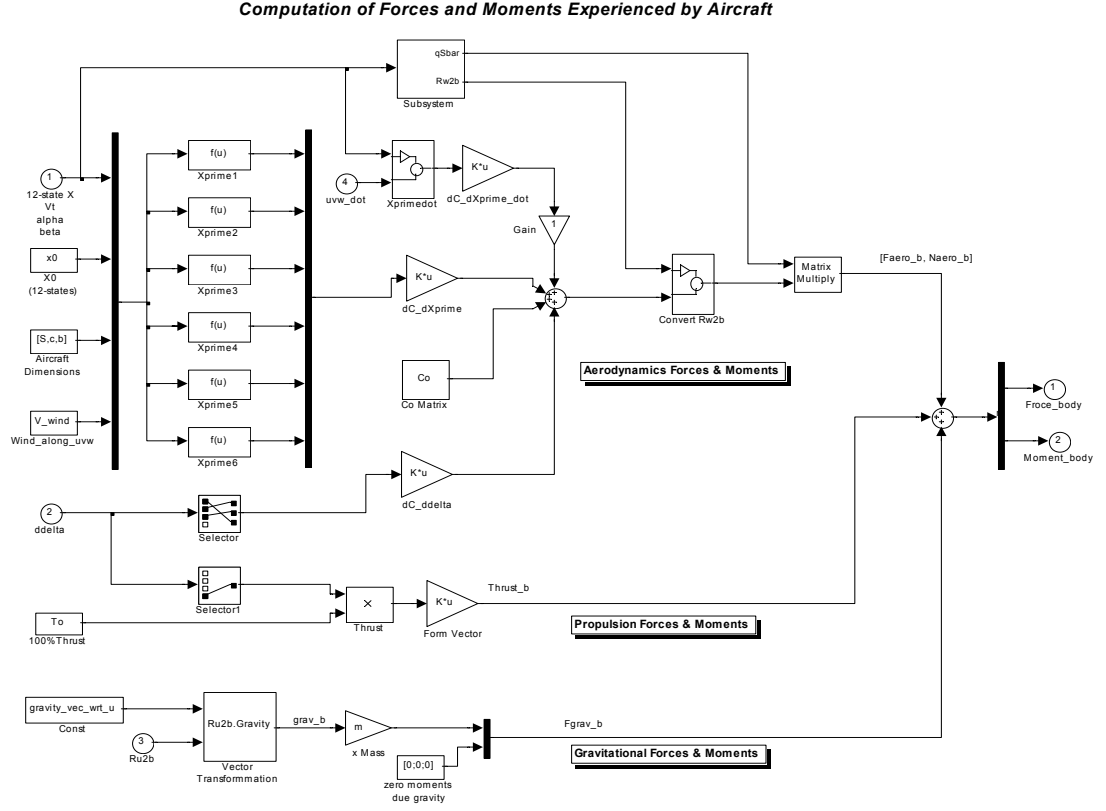 Computation of Forces and Moments Experienced by Aircraft
qSbar
Rw2b
Subsystem
f(u)
Xprime1
1
12-state X
Vt
alpha
beta
4
uvw_dot
Xprimedot
K*u
dC_dXprime_dot
f(u)
Xprime2
1
Gain
x0
X0
(12-states)
f(u)
Xprime3
K*u
dC_dXprime
Convert Rw2b
Matrix
Multiply
[Faero_b, Naero_b]
[S,c,b]
Aircraft
Dimensions
f(u)
Xprime4
Co
Co Matrix
Aerodynamics Forces & Moments
f(u)
Xprime5
V_wind
Wind_along_uvw
f(u)
Xprime6
1
Froce_body
2
Moment_body
K*u
dC_ddelta
2
ddelta
Selector
Selector1
To
100%Thrust
Thrust
K*u
Form Vector
Thrust_b
Propulsion Forces & Moments
gravity_vec_wrt_u
Const
3
Ru2b
Ru2b.Gravity
Vector
Transformmation
grav_b
m
x Mass
[0;0;0]
zero moments
due gravity
Fgrav_b
Gravitational Forces & Moments